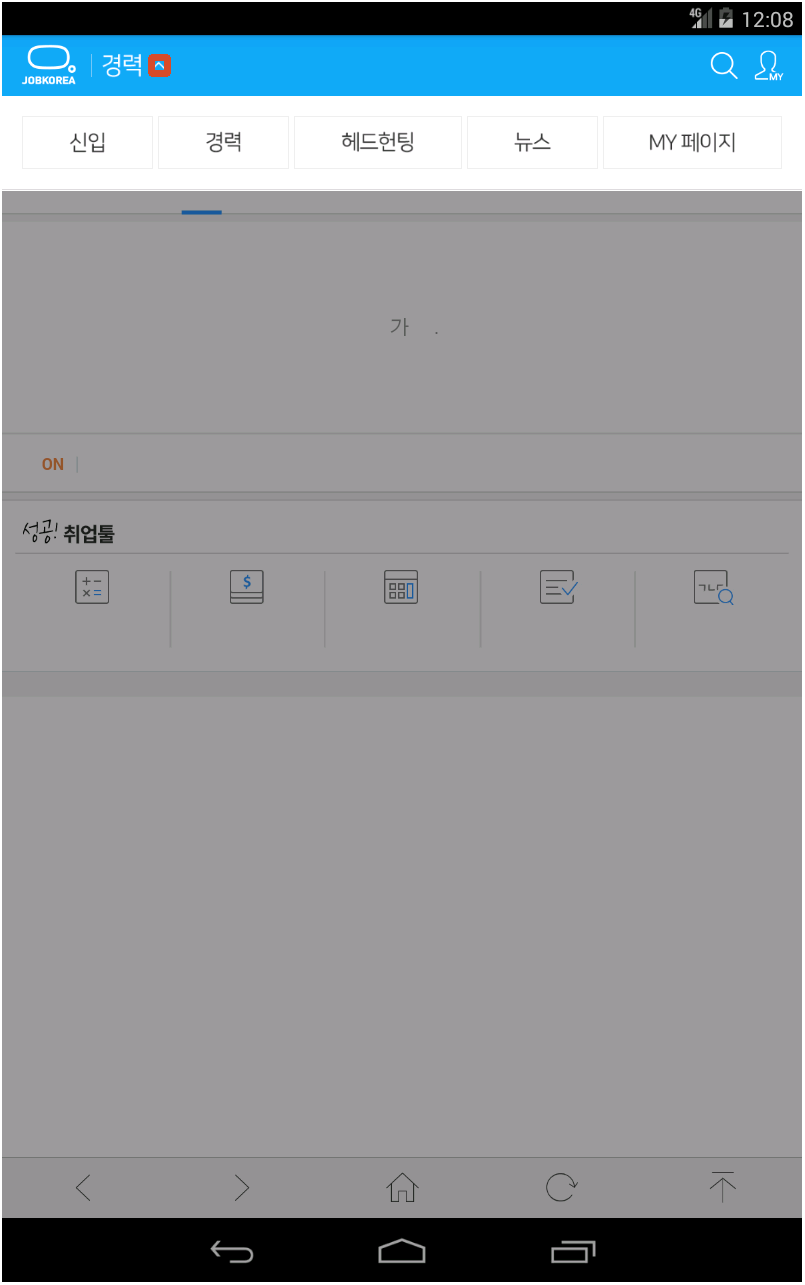 4G 12:08
JOBKOREA 경력 MY
신입 경력 헤드헌팅 뉴스 MY 페이지
가 .
ON
성공! 취업툴
+ − × = $ ㄱㄴㄷ